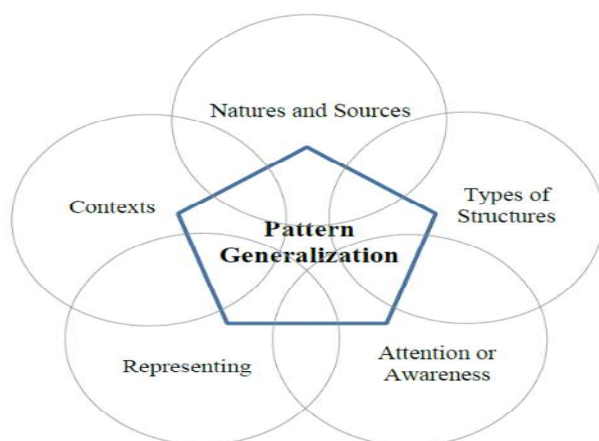 Natures and Sources
Contexts
Types of
Structures
Pattern
Generalization
Representing
Attention or
Awareness